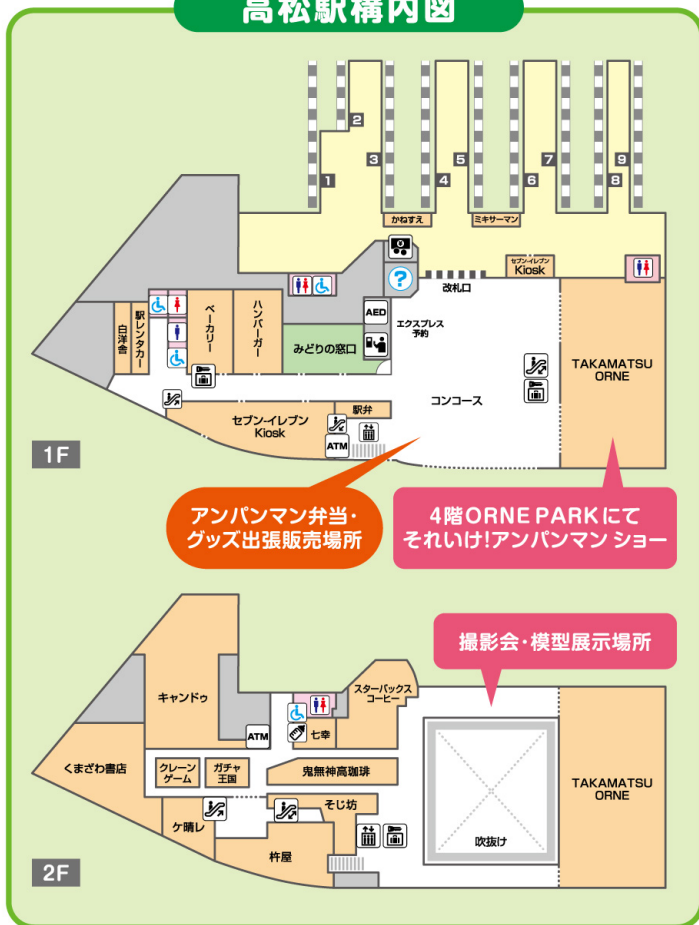 高松駅構内図
2
3
5
7
9
1
4
6
8
かねすえ
ミキサーマン
セブン-イレブン
Kiosk
?
改札口
AED
エクスプレス
予約
白洋舎
駅レンタカー
ベーカリー
ハンバーガー
みどりの窓口
TAKAMATSU
ORNE
コンコース
セブン-イレブン
Kiosk
駅弁
ATM
1F
アンパンマン弁当・
グッズ出張販売場所
4階ORNE PARKにて
それいけ!アンパンマン ショー
撮影会・模型展示場所
キャンドゥ
スターバックス
コーヒー
ATM
七幸
くまざわ書店
クレーン
ゲーム
ガチャ
王国
鬼無神高珈琲
TAKAMATSU
ORNE
ケ晴レ
そじ坊
杵屋
吹抜け
2F